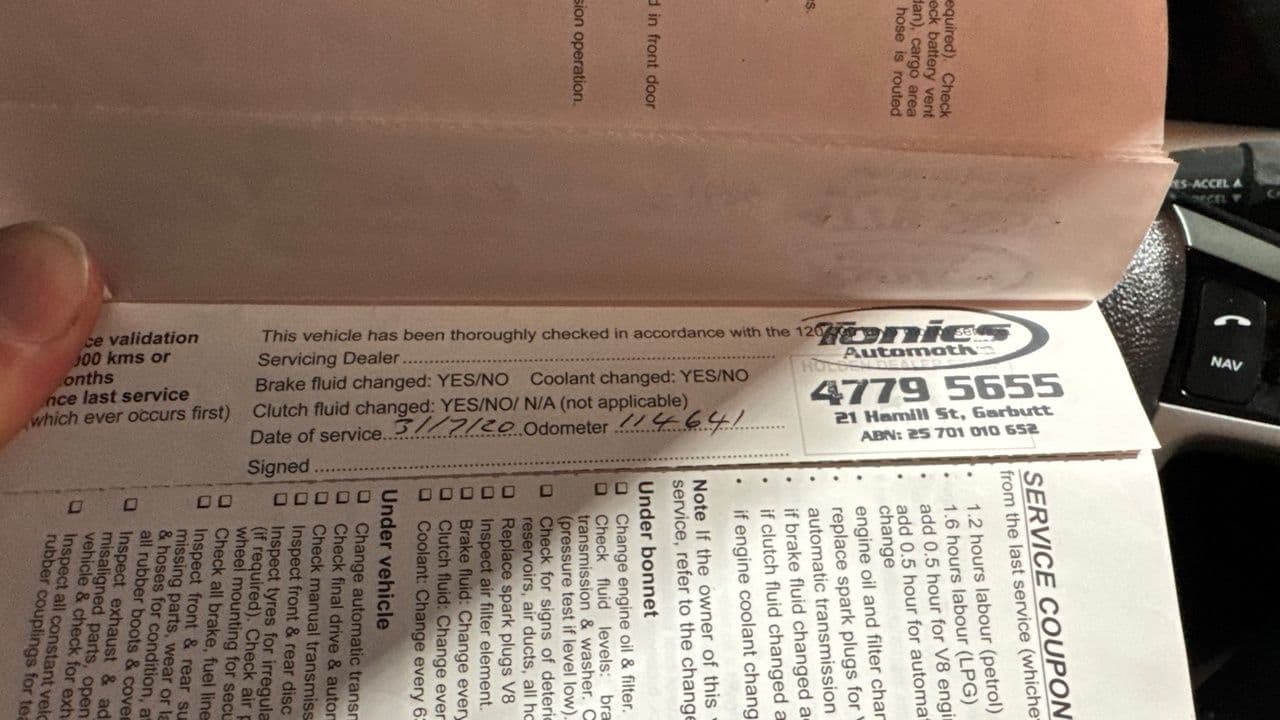 equired). Check
eck battery vent
dan), cargo area
hose is routed
d in front door
sion operation.
RES-ACCEL ▲
DECEL ▼
NAV
ce validation
000 kms or
onths
nce last service
(which ever occurs first)
This vehicle has been thoroughly checked in accordance with the 120
Servicing Dealer
Brake fluid changed: YES/NO Coolant changed: YES/NO
Clutch fluid changed: YES/NO/ N/A (not applicable)
Date of service 31/7/20 Odometer 114641
Signed
Tonics
Automotive
4779 5655
21 Hamill St, Garbutt
ABN: 25 701 010 652
SERVICE COUPON
from the last service (whiche
• 1.2 hours labour (petrol)
• 1.6 hours labour (LPG)
• add 0.5 hour for V8 engi
• add 0.5 hour for automa
change
• engine oil and filter chan
• replace spark plugs for V
• automatic transmission
• if brake fluid changed a
• if clutch fluid changed a
• if engine coolant chang
Note If the owner of this v
service, refer to the change
Under bonnet
❑ Change engine oil & filter.
❑ Check fluid levels: bra
transmission & washer. C
(pressure test if level low).
❑ Check for signs of deteri
reservoirs, air ducts, all ho
❑ Replace spark plugs V8
❑ Inspect air filter element.
❑ Brake fluid: Change every
❑ Clutch fluid: Change ever
❑ Coolant: Change every 6
Under vehicle
❑ Change automatic transm
❑ Check final drive & autom
❑ Check manual transmiss
❑ Inspect front & rear disc
❑ Inspect tyres for irregula
(if required). Check air p
wheel mounting for secu
❑ Check all brake, fuel line
❑ Inspect front & rear su
missing parts, wear or la
& hoses for condition, a
all rubber boots & cove
❑ Inspect exhaust & ad
misaligned parts, open
vehicle & check for exh
❑ Inspect all constant velo
rubber couplings for tea